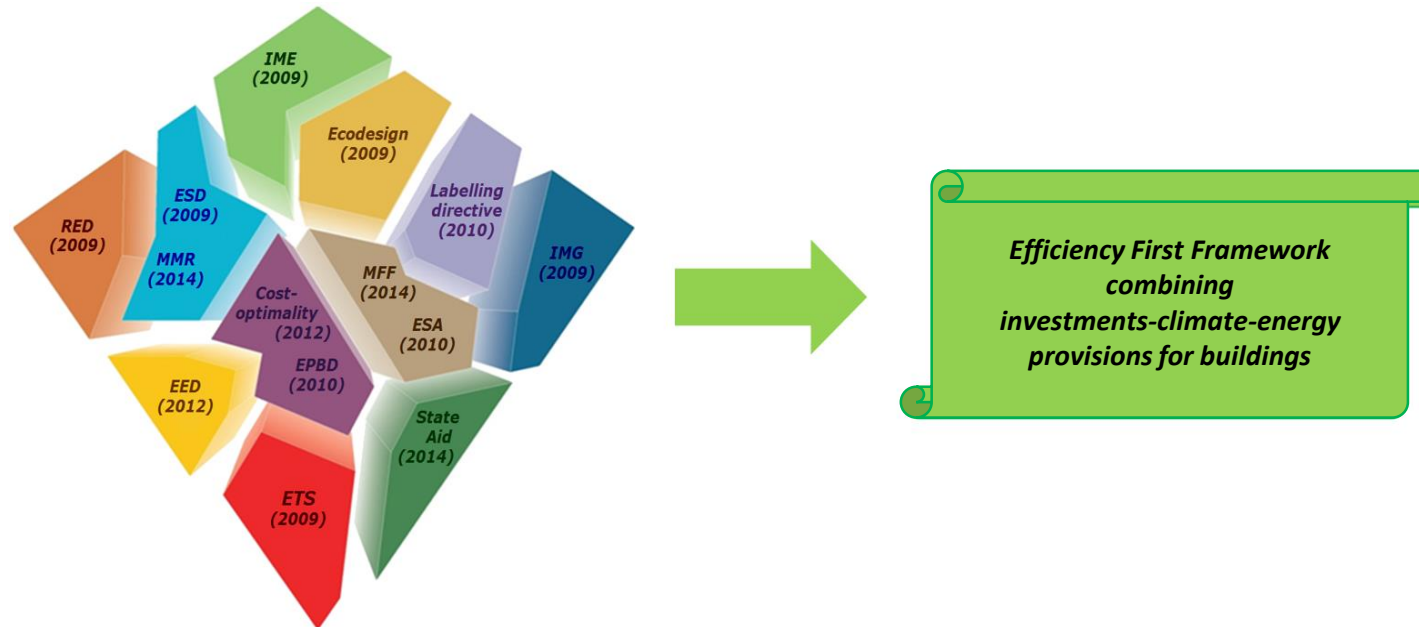 IME
(2009)
Ecodesign
(2009)
Labelling
directive
(2010)
IMG
(2009)
RED
(2009)
ESD
(2009)
MMR
(2014)
Cost-
optimality
(2012)
EPBD
(2010)
MFF
(2014)
ESA
(2010)
EED
(2012)
ETS
(2009)
State
Aid
(2014)
Efficiency First Framework
combining
investments-climate-energy
provisions for buildings